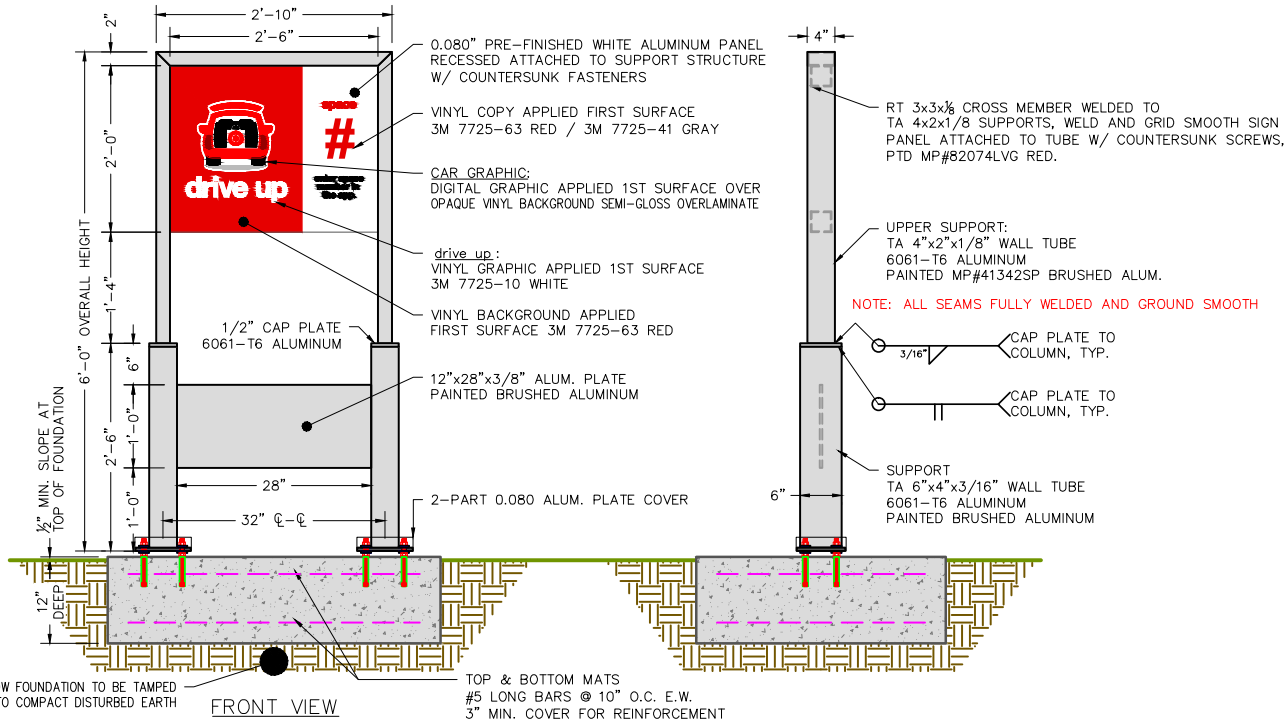 2'-10"
2'-6"
4"
2"
0.080" PRE-FINISHED WHITE ALUMINUM PANEL
RECESSED ATTACHED TO SUPPORT STRUCTURE
W/ COUNTERSUNK FASTENERS
VINYL COPY APPLIED FIRST SURFACE
3M 7725-63 RED / 3M 7725-41 GRAY
CAR GRAPHIC:
DIGITAL GRAPHIC APPLIED 1ST SURFACE OVER
OPAQUE VINYL BACKGROUND SEMI-GLOSS OVERLAMINATE
drive up :
VINYL GRAPHIC APPLIED 1ST SURFACE
3M 7725-10 WHITE
VINYL BACKGROUND APPLIED
FIRST SURFACE 3M 7725-63 RED
space
#
enter space
number in
the app.
drive up
2'-0"
1'-4"
6'-0" OVERALL HEIGHT
1/2" CAP PLATE
6061-T6 ALUMINUM
12"x28"x3/8" ALUM. PLATE
PAINTED BRUSHED ALUMINUM
6"
1'-0"
2'-6"
1'-0"
½" MIN. SLOPE AT
TOP OF FOUNDATION
28"
32" ℄-℄
2-PART 0.080 ALUM. PLATE COVER
12"
DEEP
W FOUNDATION TO BE TAMPED
TO COMPACT DISTURBED EARTH
FRONT VIEW
TOP & BOTTOM MATS
#5 LONG BARS @ 10" O.C. E.W.
3" MIN. COVER FOR REINFORCEMENT
RT 3x3x⅛ CROSS MEMBER WELDED TO
TA 4x2x1/8 SUPPORTS, WELD AND GRID SMOOTH SIGN
PANEL ATTACHED TO TUBE W/ COUNTERSUNK SCREWS,
PTD MP#82074LVG RED.
UPPER SUPPORT:
TA 4"x2"x1/8" WALL TUBE
6061-T6 ALUMINUM
PAINTED MP#41342SP BRUSHED ALUM.
NOTE: ALL SEAMS FULLY WELDED AND GROUND SMOOTH
3/16"
CAP PLATE TO
COLUMN, TYP.
CAP PLATE TO
COLUMN, TYP.
6"
SUPPORT
TA 6"x4"x3/16" WALL TUBE
6061-T6 ALUMINUM
PAINTED BRUSHED ALUMINUM